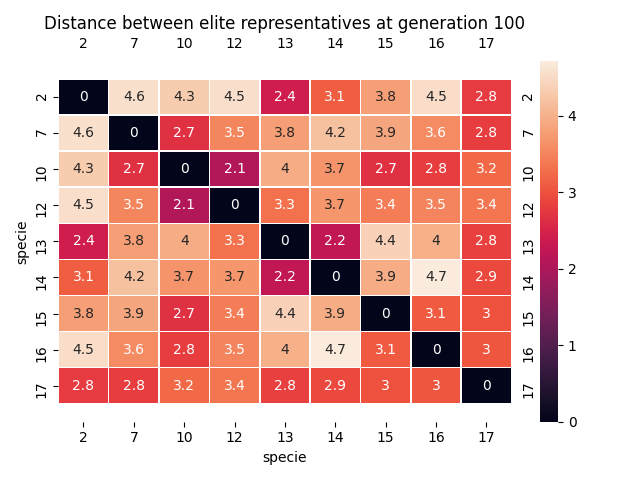 Distance between elite representatives at generation 100
2 7 10 12 13 14 15 16 17
2 0 4.6 4.3 4.5 2.4 3.1 3.8 4.5 2.8 2
7 4.6 0 2.7 3.5 3.8 4.2 3.9 3.6 2.8 7
10 4.3 2.7 0 2.1 4 3.7 2.7 2.8 3.2 10
12 4.5 3.5 2.1 0 3.3 3.7 3.4 3.5 3.4 12
13 2.4 3.8 4 3.3 0 2.2 4.4 4 2.8 13
14 3.1 4.2 3.7 3.7 2.2 0 3.9 4.7 2.9 14
15 3.8 3.9 2.7 3.4 4.4 3.9 0 3.1 3 15
16 4.5 3.6 2.8 3.5 4 4.7 3.1 0 3 16
17 2.8 2.8 3.2 3.4 2.8 2.9 3 3 0 17
2 7 10 12 13 14 15 16 17
specie
specie
4
3
2
1
0